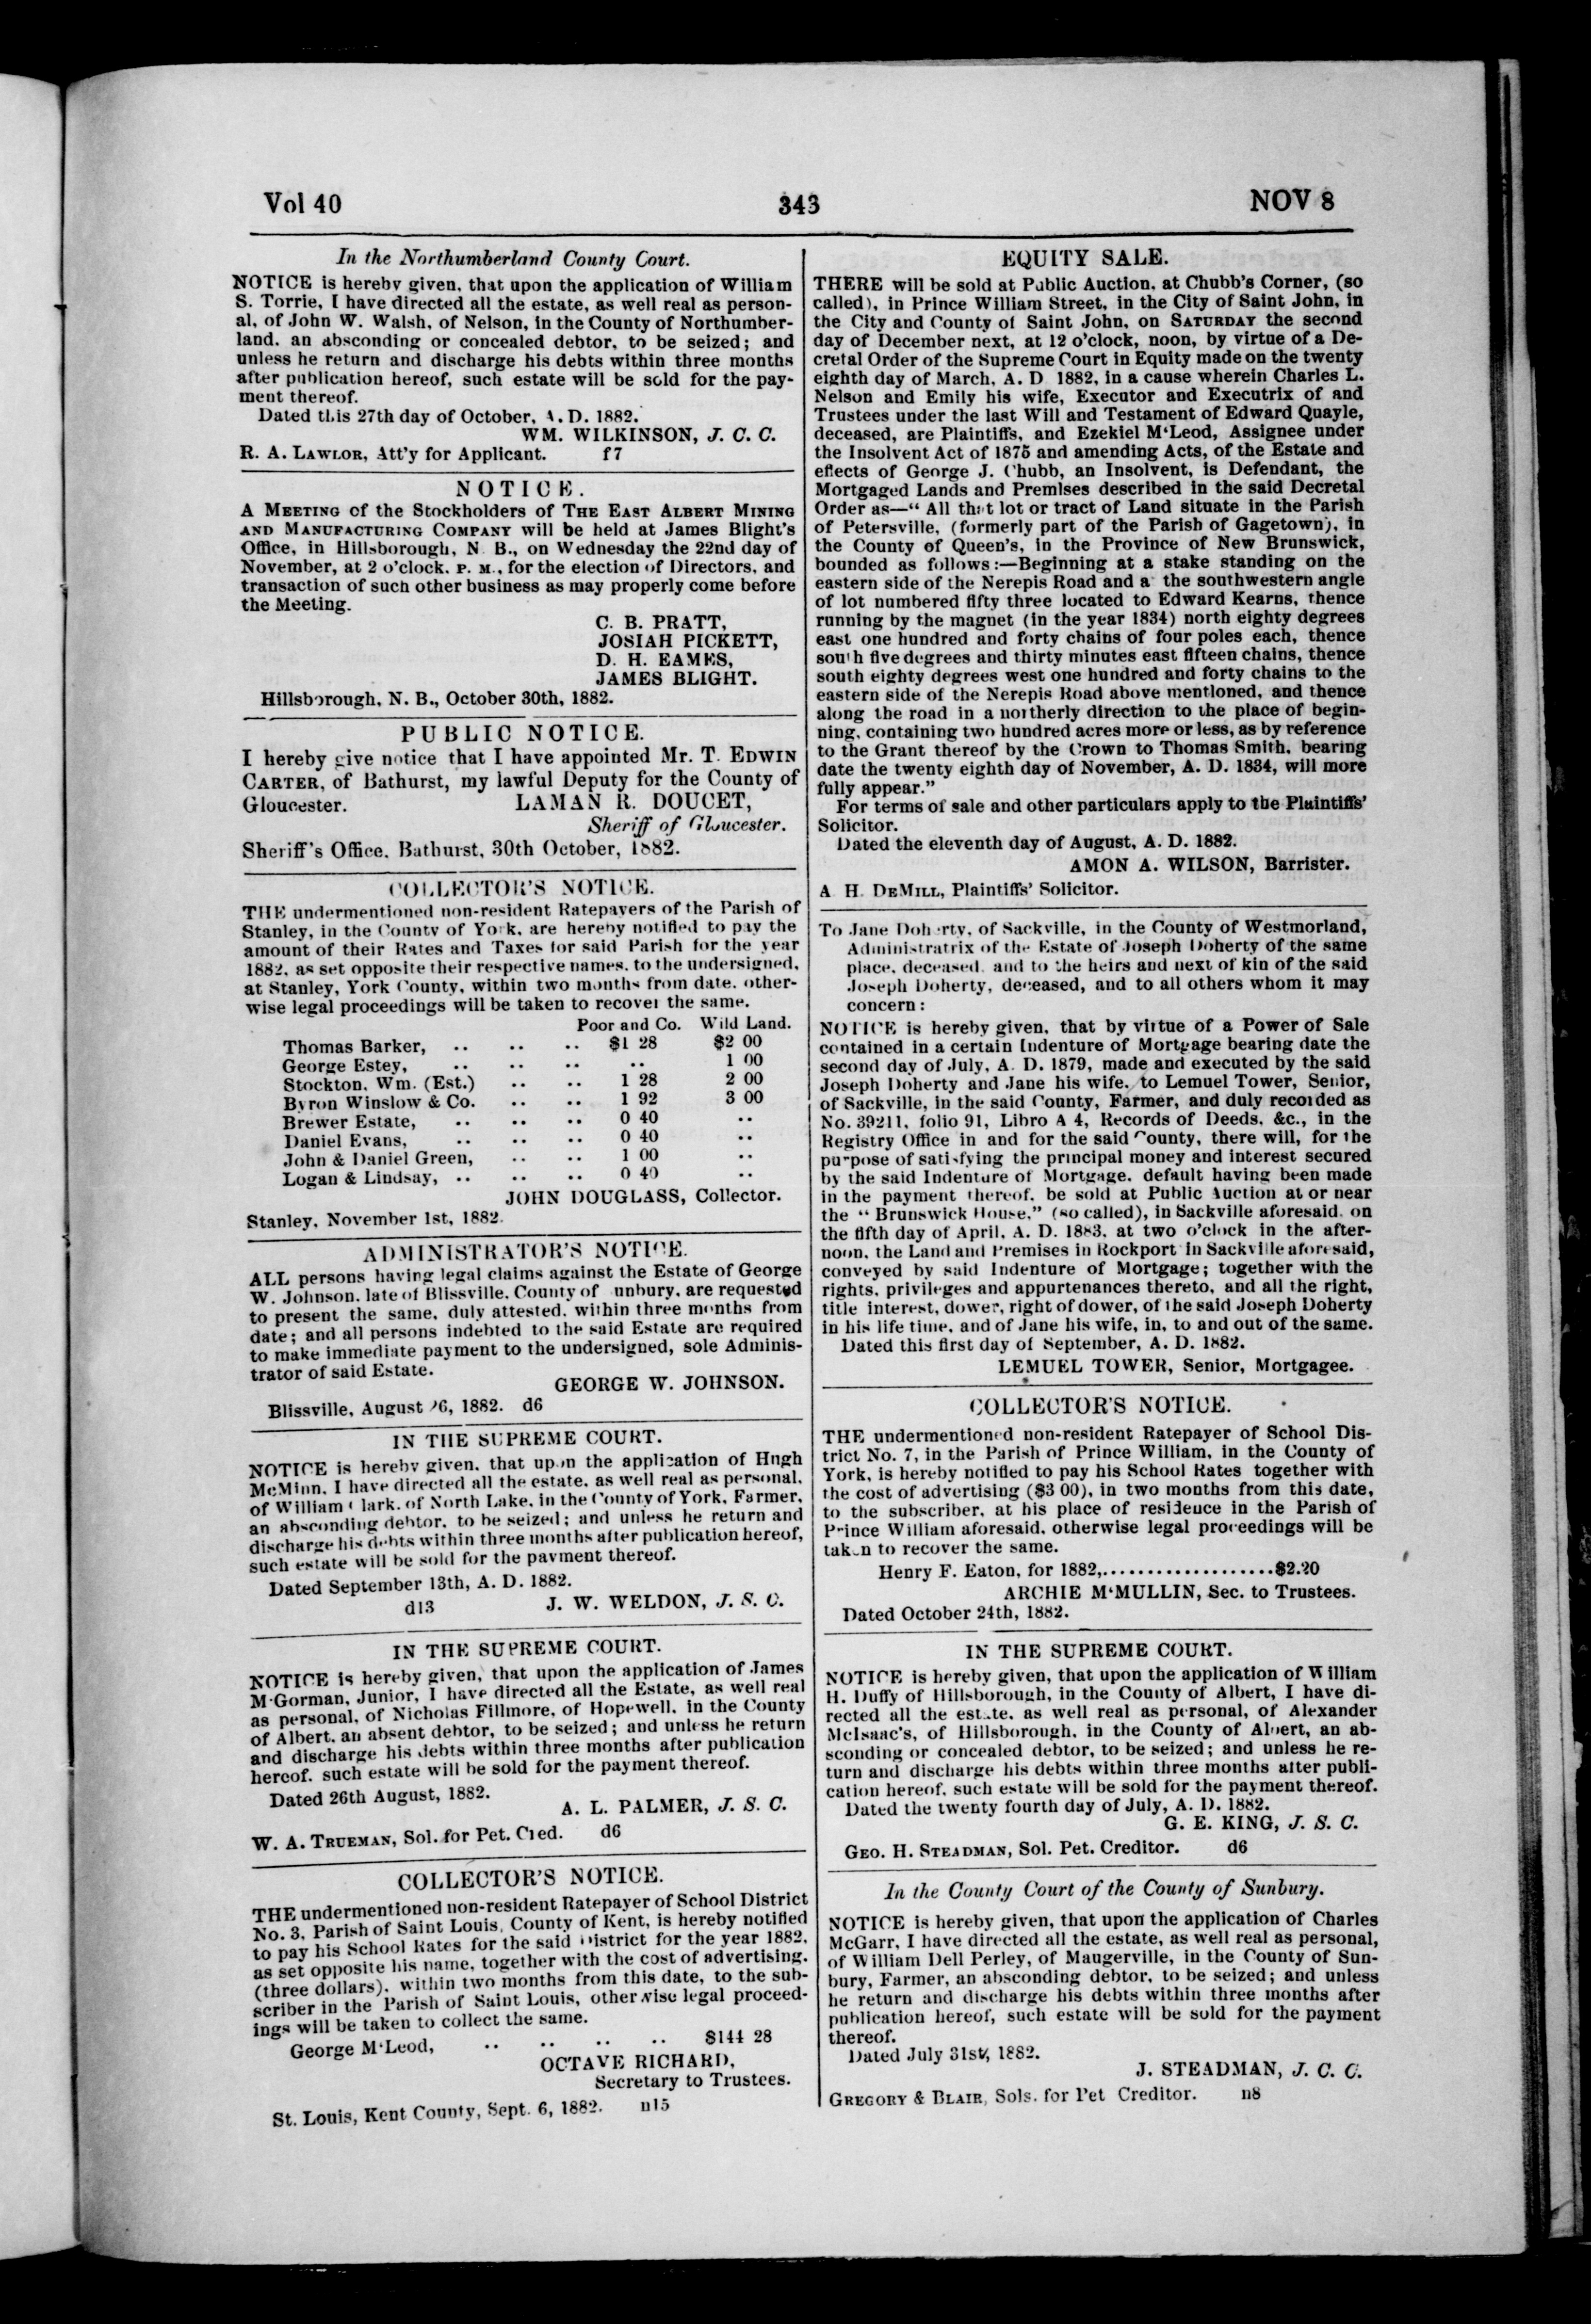 Vol 40
343
NOV 8
In the Northumberland County Court.
NOTICE is hereby given, that upon the application of William
S. Torrie, I have directed all the estate, as well real as person-
al, of John W. Walsh, of Nelson, in the County of Northumber-
land, an absconding or concealed debtor, to be seized; and
unless he return and discharge his debts within three months
after publication hereof, such estate will be sold for the pay-
ment thereof.
Dated this 27th day of October, A. D. 1882.
WM. WILKINSON, J. C. C.
R. A. LAWLOR, Att'y for Applicant. f7
NOTICE.
A MEETING of the Stockholders of THE EAST ALBERT MINING
AND MANUFACTURING COMPANY will be held at James Blight's
Office, in Hillsborough, N. B., on Wednesday the 22nd day of
November, at 2 o'clock, P. M., for the election of Directors, and
transaction of such other business as may properly come before
the Meeting.
C. B. PRATT,
JOSIAH PICKETT,
D. H. EAMES,
JAMES BLIGHT.
Hillsborough, N. B., October 30th, 1882.
PUBLIC NOTICE.
I hereby give notice that I have appointed Mr. T. EDWIN
CARTER, of Bathurst, my lawful Deputy for the County of
Gloucester. LAMAN R. DOUCET,
Sheriff of Gloucester.
Sheriff's Office, Bathurst, 30th October, 1882.
COLLECTOR'S NOTICE.
THE undermentioned non-resident Ratepayers of the Parish of
Stanley, in the County of York, are hereby notified to pay the
amount of their Rates and Taxes for said Parish for the year
1882, as set opposite their respective names, to the undersigned,
at Stanley, York County, within two months from date, other-
wise legal proceedings will be taken to recover the same.
Poor and Co. Wild Land.
Thomas Barker, .. .. .. $1 28 $2 00
George Estey, .. .. .. .. 1 00
Stockton, Wm. (Est.) .. .. 1 28 2 00
Byron Winslow & Co. .. .. 1 92 3 00
Brewer Estate, .. .. .. 0 40 ..
Daniel Evans, .. .. .. 0 40 ..
John & Daniel Green, .. .. 1 00 ..
Logan & Lindsay, .. .. .. 0 40 ..
JOHN DOUGLASS, Collector.
Stanley, November 1st, 1882.
ADMINISTRATOR'S NOTICE.
ALL persons having legal claims against the Estate of George
W. Johnson, late of Blissville, County of unbury, are requested
to present the same, duly attested, within three months from
date; and all persons indebted to the said Estate are required
to make immediate payment to the undersigned, sole Adminis-
trator of said Estate.
GEORGE W. JOHNSON.
Blissville, August 26, 1882. d6
IN THE SUPREME COURT.
NOTICE is hereby given, that upon the application of Hugh
McMinn, I have directed all the estate, as well real as personal,
of William Clark, of North Lake, in the County of York, Farmer,
an absconding debtor, to be seized; and unless he return and
discharge his debts within three months after publication hereof,
such estate will be sold for the payment thereof.
Dated September 13th, A. D. 1882.
d13 J. W. WELDON, J. S. C.
IN THE SUPREME COURT.
NOTICE is hereby given, that upon the application of James
M'Gorman, Junior, I have directed all the Estate, as well real
as personal, of Nicholas Fillmore, of Hopewell, in the County
of Albert, an absent debtor, to be seized; and unless he return
and discharge his debts within three months after publication
hereof, such estate will be sold for the payment thereof.
Dated 26th August, 1882.
A. L. PALMER, J. S. C.
W. A. TRUEMAN, Sol. for Pet. Cred. d6
COLLECTOR'S NOTICE.
THE undermentioned non-resident Ratepayer of School District
No. 3, Parish of Saint Louis, County of Kent, is hereby notified
to pay his School Rates for the said District for the year 1882,
as set opposite his name, together with the cost of advertising,
(three dollars), within two months from this date, to the sub-
scriber in the Parish of Saint Louis, otherwise legal proceed-
ings will be taken to collect the same.
George M'Leod, .. .. .. .. $144 28
OCTAVE RICHARD,
Secretary to Trustees.
St. Louis, Kent County, Sept. 6, 1882. n15
EQUITY SALE.
THERE will be sold at Public Auction, at Chubb's Corner, (so
called), in Prince William Street, in the City of Saint John, in
the City and County of Saint John, on SATURDAY the second
day of December next, at 12 o'clock, noon, by virtue of a De-
cretal Order of the Supreme Court in Equity made on the twenty
eighth day of March, A. D 1882, in a cause wherein Charles L.
Nelson and Emily his wife, Executor and Executrix of and
Trustees under the last Will and Testament of Edward Quayle,
deceased, are Plaintiffs, and Ezekiel M'Leod, Assignee under
the Insolvent Act of 1875 and amending Acts, of the Estate and
effects of George J. Chubb, an Insolvent, is Defendant, the
Mortgaged Lands and Premises described in the said Decretal
Order as—"All that lot or tract of Land situate in the Parish
of Petersville, (formerly part of the Parish of Gagetown), in
the County of Queen's, in the Province of New Brunswick,
bounded as follows:—Beginning at a stake standing on the
eastern side of the Nerepis Road and a the southwestern angle
of lot numbered fifty three located to Edward Kearns, thence
running by the magnet (in the year 1834) north eighty degrees
east one hundred and forty chains of four poles each, thence
south five degrees and thirty minutes east fifteen chains, thence
south eighty degrees west one hundred and forty chains to the
eastern side of the Nerepis Road above mentioned, and thence
along the road in a northerly direction to the place of begin-
ning, containing two hundred acres more or less, as by reference
to the Grant thereof by the Crown to Thomas Smith, bearing
date the twenty eighth day of November, A. D. 1834, will more
fully appear."
For terms of sale and other particulars apply to the Plaintiffs'
Solicitor.
Dated the eleventh day of August, A. D. 1882.
AMON A. WILSON, Barrister.
A. H. DEMILL, Plaintiffs' Solicitor.
To Jane Doherty, of Sackville, in the County of Westmorland,
Administratrix of the Estate of Joseph Doherty of the same
place, deceased, and to the heirs and next of kin of the said
Joseph Doherty, deceased, and to all others whom it may
concern:
NOTICE is hereby given, that by virtue of a Power of Sale
contained in a certain Indenture of Mortgage bearing date the
second day of July, A. D. 1879, made and executed by the said
Joseph Doherty and Jane his wife, to Lemuel Tower, Senior,
of Sackville, in the said County, Farmer, and duly recorded as
No. 39211, folio 91, Libro A 4, Records of Deeds, &c., in the
Registry Office in and for the said County, there will, for the
purpose of satisfying the principal money and interest secured
by the said Indenture of Mortgage, default having been made
in the payment thereof, be sold at Public Auction at or near
the "Brunswick House," (so called), in Sackville aforesaid, on
the fifth day of April, A. D. 1883, at two o'clock in the after-
noon, the Land and Premises in Rockport in Sackville aforesaid,
conveyed by said Indenture of Mortgage; together with the
rights, privileges and appurtenances thereto, and all the right,
title interest, dower, right of dower, of the said Joseph Doherty
in his life time, and of Jane his wife, in, to and out of the same.
Dated this first day of September, A. D. 1882.
LEMUEL TOWER, Senior, Mortgagee.
COLLECTOR'S NOTICE.
THE undermentioned non-resident Ratepayer of School Dis-
trict No. 7, in the Parish of Prince William, in the County of
York, is hereby notified to pay his School Rates together with
the cost of advertising ($3 00), in two months from this date,
to the subscriber, at his place of residence in the Parish of
Prince William aforesaid, otherwise legal proceedings will be
taken to recover the same.
Henry F. Eaton, for 1882,...................$2.20
ARCHIE M'MULLIN, Sec. to Trustees.
Dated October 24th, 1882.
IN THE SUPREME COURT.
NOTICE is hereby given, that upon the application of William
H. Duffy of Hillsborough, in the County of Albert, I have di-
rected all the estate, as well real as personal, of Alexander
McIsaac's, of Hillsborough, in the County of Albert, an ab-
sconding or concealed debtor, to be seized; and unless he re-
turn and discharge his debts within three months after publi-
cation hereof, such estate will be sold for the payment thereof.
Dated the twenty fourth day of July, A. D. 1882.
G. E. KING, J. S. C.
GEO. H. STEADMAN, Sol. Pet. Creditor. d6
In the County Court of the County of Sunbury.
NOTICE is hereby given, that upon the application of Charles
McGarr, I have directed all the estate, as well real as personal,
of William Dell Perley, of Maugerville, in the County of Sun-
bury, Farmer, an absconding debtor, to be seized; and unless
he return and discharge his debts within three months after
publication hereof, such estate will be sold for the payment
thereof.
Dated July 31st, 1882.
J. STEADMAN, J. C. C.
GREGORY & BLAIR, Sols. for Pet Creditor. n8